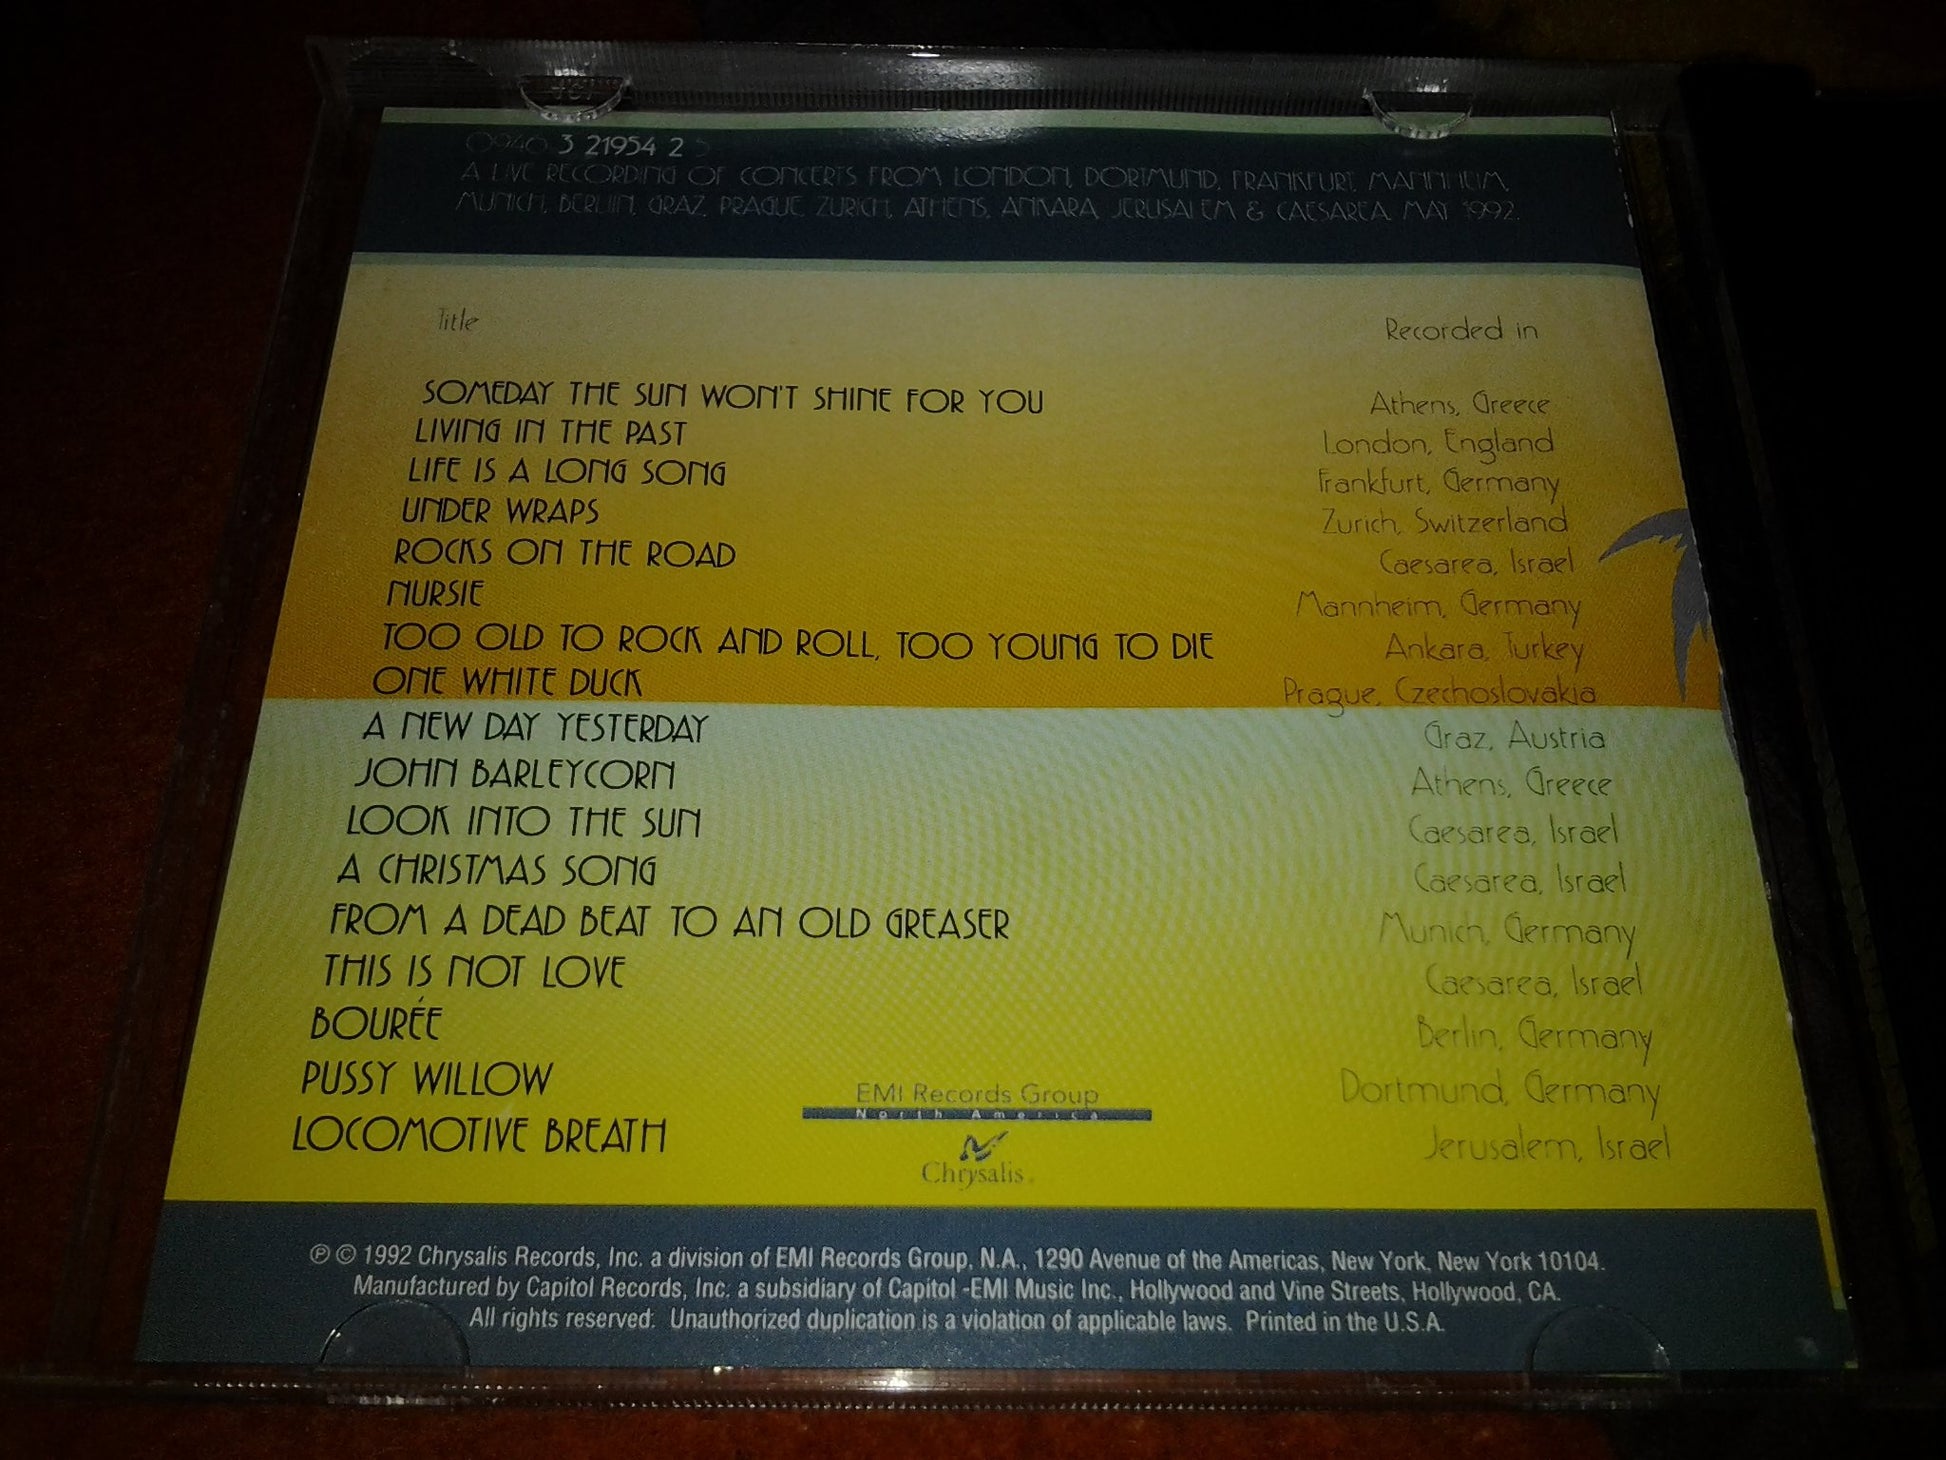 0946 3 21954 2 5
A LIVE RECORDING OF CONCERTS FROM LONDON, DORTMUND, FRANKFURT, MANNHEIM,
MUNICH, BERLIN, GRAZ, PRAGUE, ZURICH, ATHENS, ANKARA, JERUSALEM & CAESAREA. MAY 1992.
Title Recorded in
SOMEDAY THE SUN WON'T SHINE FOR YOU Athens, Greece
LIVING IN THE PAST London, England
LIFE IS A LONG SONG Frankfurt, Germany
UNDER WRAPS Zurich, Switzerland
ROCKS ON THE ROAD Caesarea, Israel
NURSIE Mannheim, Germany
TOO OLD TO ROCK AND ROLL, TOO YOUNG TO DIE Ankara, Turkey
ONE WHITE DUCK Prague, Czechoslovakia
A NEW DAY YESTERDAY Graz, Austria
JOHN BARLEYCORN Athens, Greece
LOOK INTO THE SUN Caesarea, Israel
A CHRISTMAS SONG Caesarea, Israel
FROM A DEAD BEAT TO AN OLD GREASER Munich, Germany
THIS IS NOT LOVE Caesarea, Israel
BOURÉE Berlin, Germany
PUSSY WILLOW Dortmund, Germany
LOCOMOTIVE BREATH Jerusalem, Israel
EMI Records Group
North America
Chrysalis®
℗ © 1992 Chrysalis Records, Inc. a division of EMI Records Group, N.A., 1290 Avenue of the Americas, New York, New York 10104.
Manufactured by Capitol Records, Inc. a subsidiary of Capitol -EMI Music Inc., Hollywood and Vine Streets, Hollywood, CA.
All rights reserved. Unauthorized duplication is a violation of applicable laws. Printed in the U.S.A.